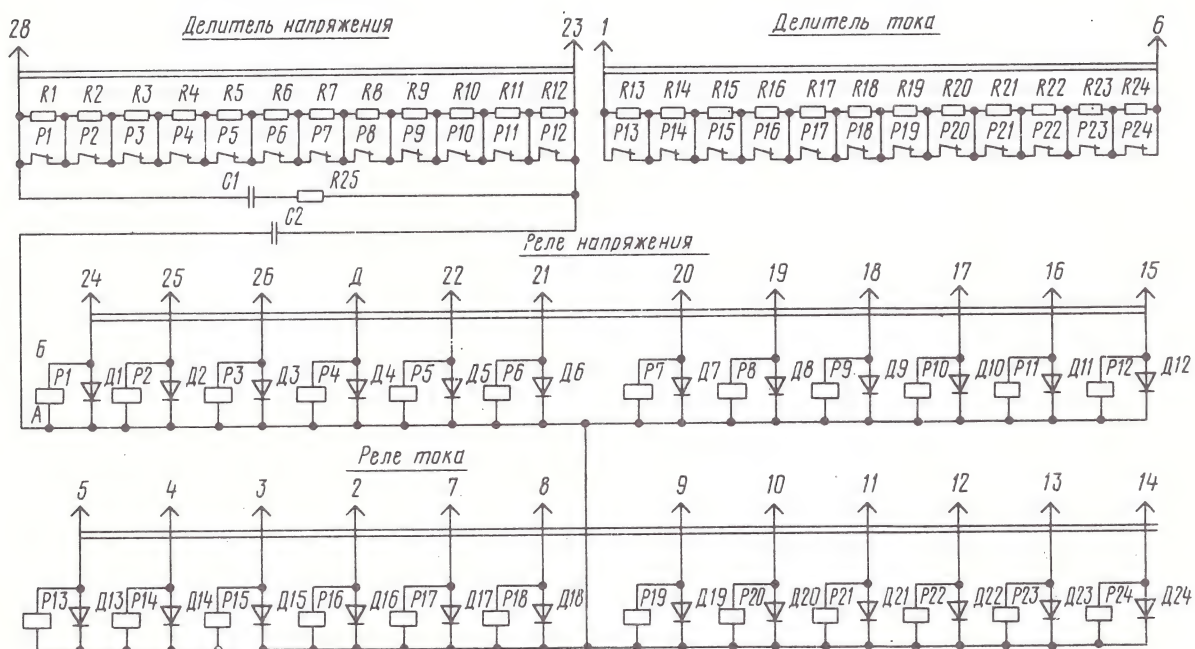 Делитель напряжения
Делитель тока
28 23 1 6
R1 R2 R3 R4 R5 R6 R7 R8 R9 R10 R11 R12 R13 R14 R15 R16 R17 R18 R19 R20 R21 R22 R23 R24
P1 P2 P3 P4 P5 P6 P7 P8 P9 P10 P11 P12 P13 P14 P15 P16 P17 P18 P19 P20 P21 P22 P23 P24
C1 R25
C2
Реле напряжения
24 25 26 Д 22 21 20 19 18 17 16 15
Б
P1 Д1 P2 Д2 P3 Д3 P4 Д4 P5 Д5 P6 Д6 P7 Д7 P8 Д8 P9 Д9 P10 Д10 P11 Д11 P12 Д12
А
Реле тока
5 4 3 2 7 8 9 10 11 12 13 14
P13 Д13 P14 Д14 P15 Д15 P16 Д16 P17 Д17 P18 Д18 P19 Д19 P20 Д20 P21 Д21 P22 Д22 P23 Д23 P24 Д24